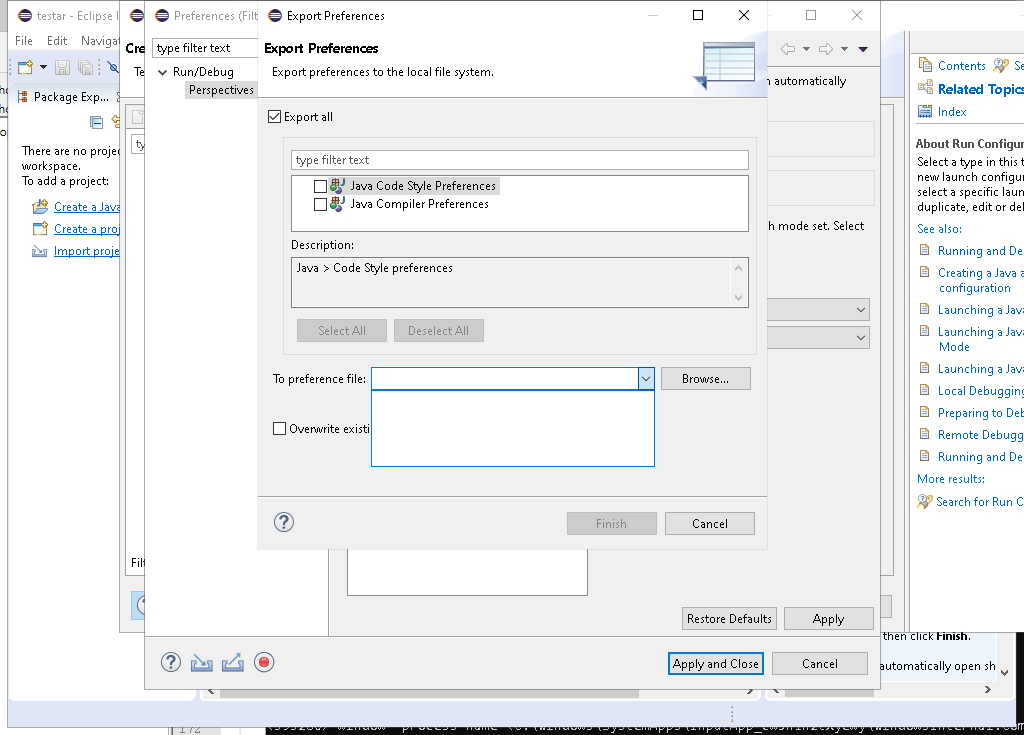 testar - Eclipse
Preferences (Filt
Export Preferences
File Edit Navigat
Package Exp...
There are no projec
workspace.
To add a project:
Create a Java
Create a proj
Import proje
Cre
Te
ty
Filt
type filter text
Run/Debug
Perspectives
Export Preferences
Export preferences to the local file system.
Export all
type filter text
Java Code Style Preferences
Java Compiler Preferences
Description:
Java > Code Style preferences
Select All
Deselect All
To preference file:
Browse...
Overwrite existi
Finish
Cancel
automatically
h mode set. Select
Restore Defaults
Apply
Apply and Close
Cancel
Contents
Se
Related Topics
Index
About Run Configur
Select a type in this t
new launch configur
select a specific laun
duplicate, edit or del
See also:
Running and De
Creating a Java a
configuration
Launching a Java
Launching a Java
Mode
Launching a Java
Local Debugging
Preparing to Deb
Remote Debugg
Running and De
More results:
Search for Run C
then click Finish.
automatically open sh
172